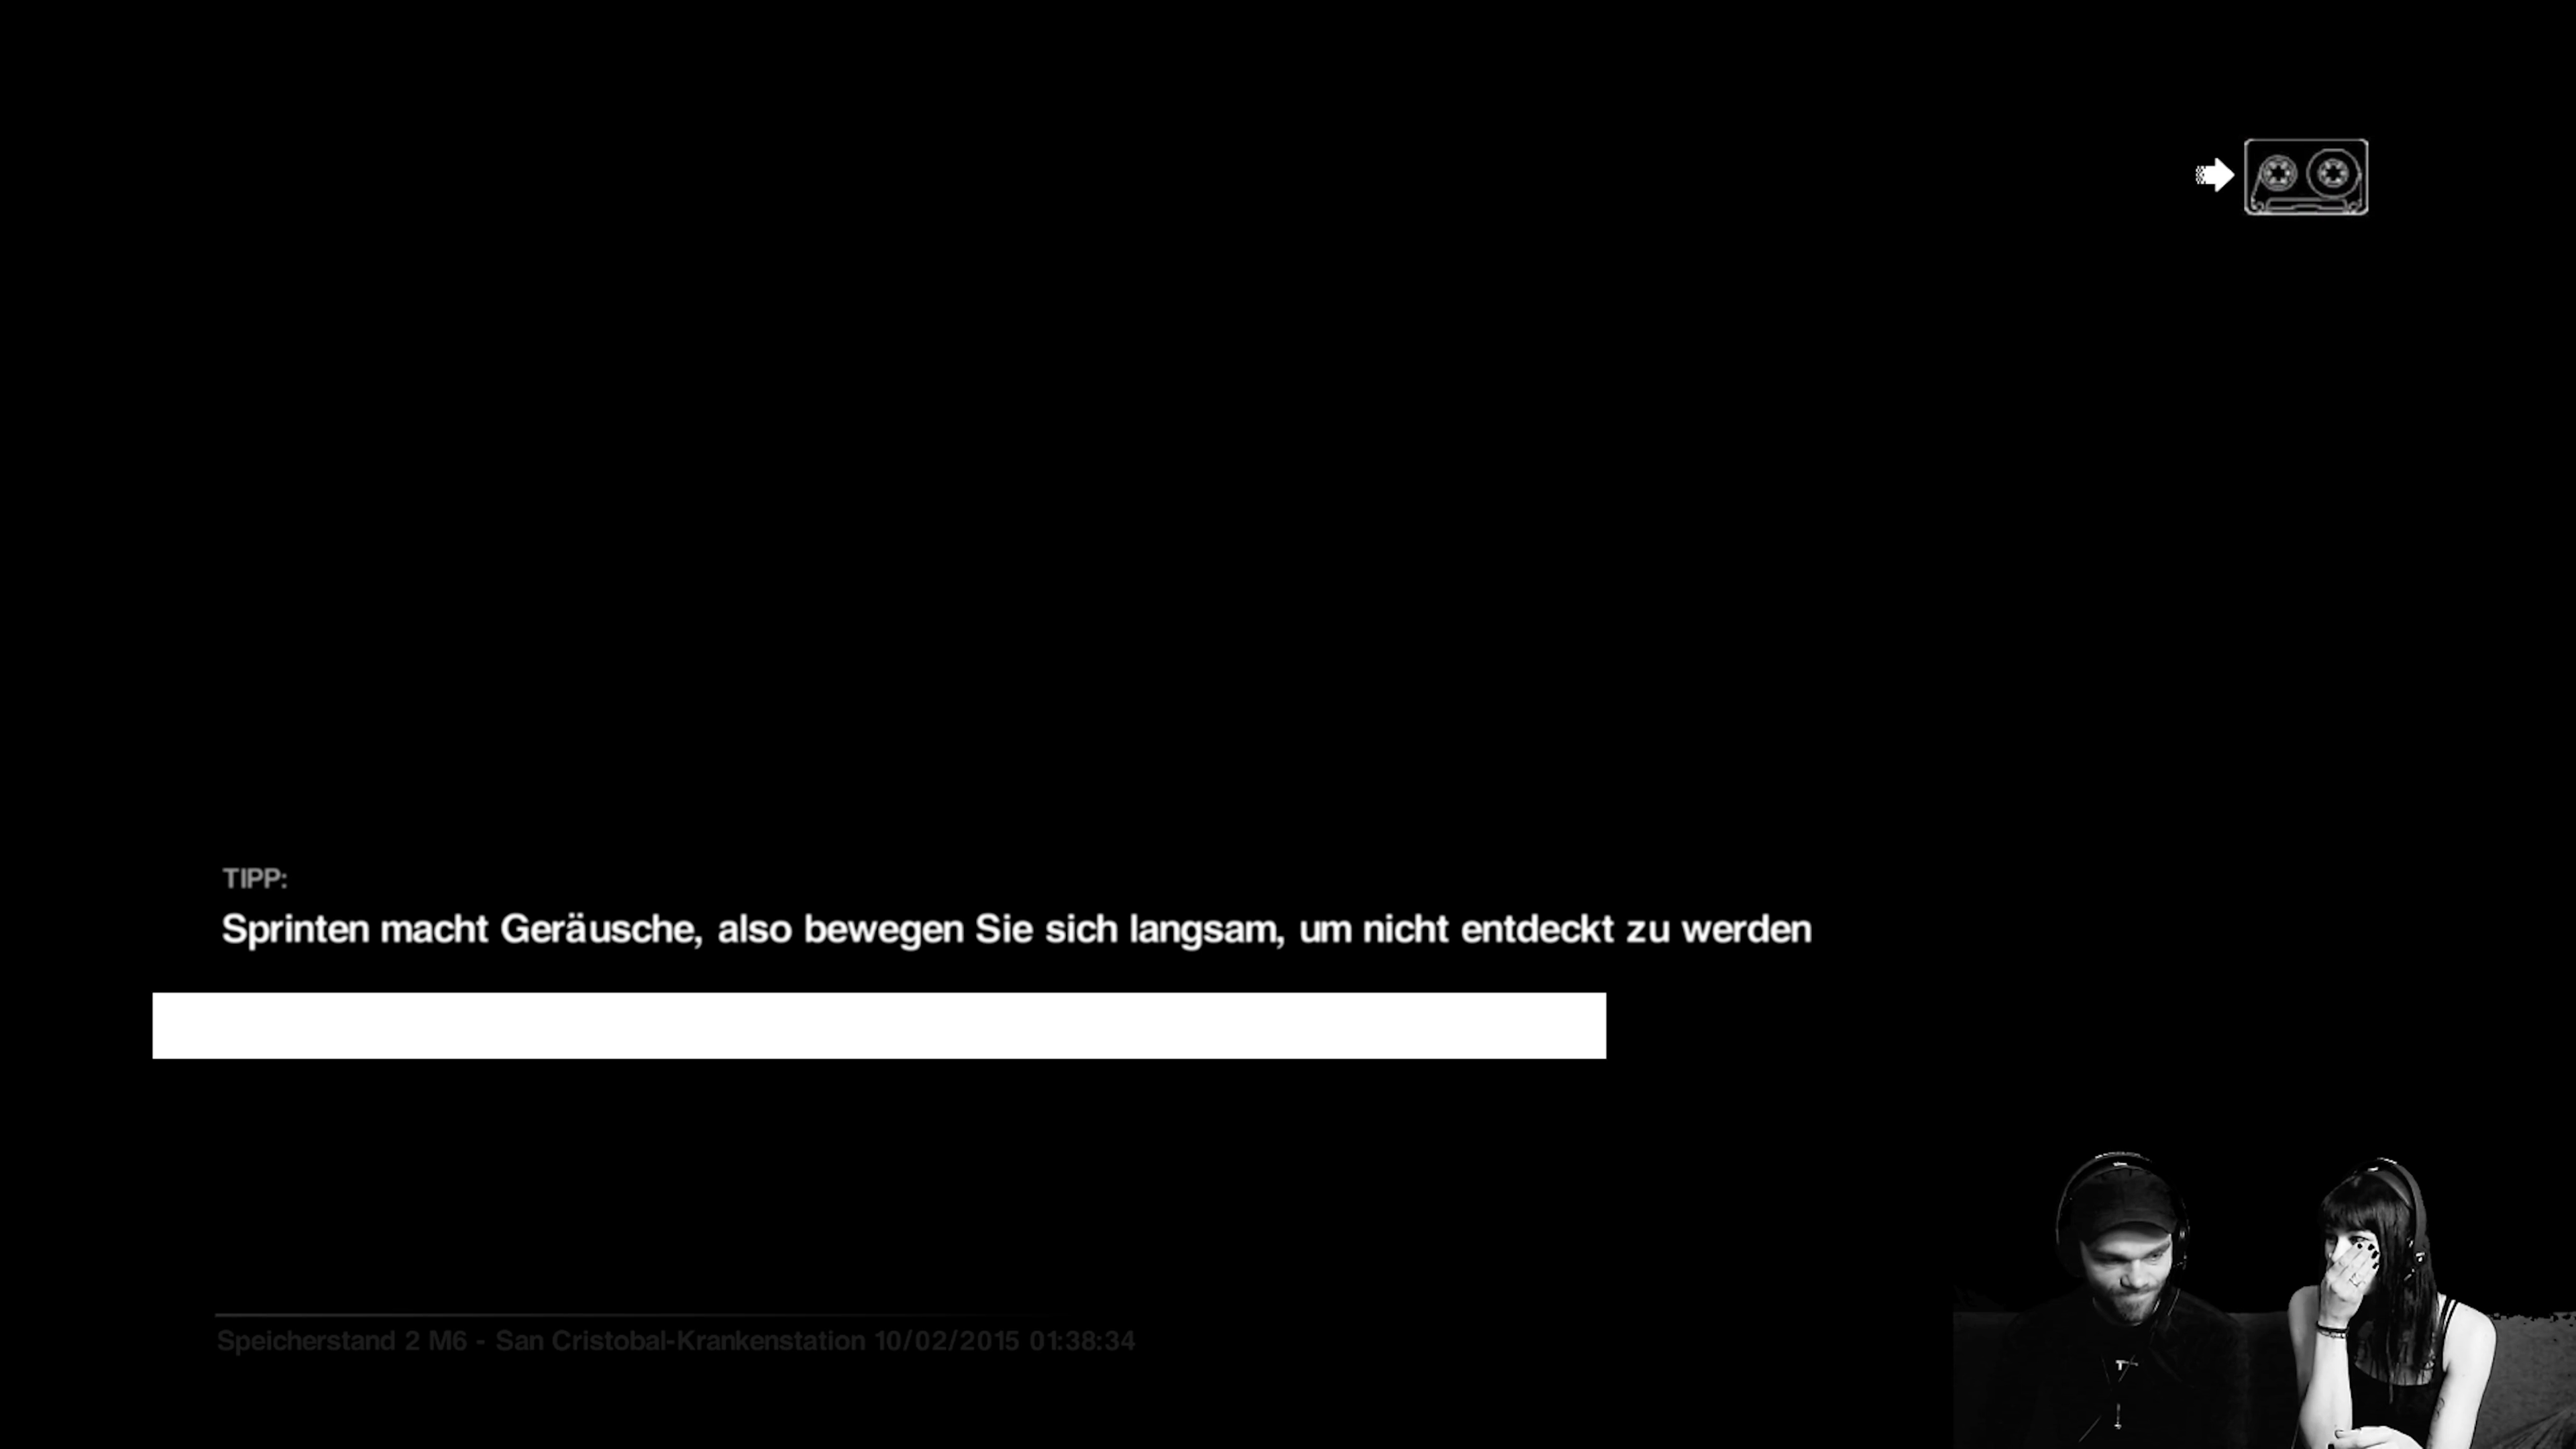 TIPP:
Sprinten macht Geräusche, also bewegen Sie sich langsam, um nicht entdeckt zu werden
Speicherstand 2 M6 - San Cristobal-Krankenstation 10/02/2015 01:38:34